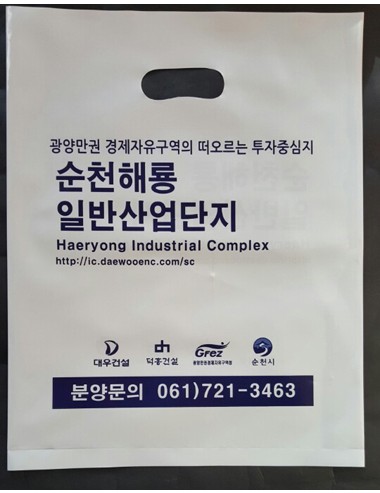 광양만권 경제자유구역의 떠오르는 투자중심지
순천해룡
일반산업단지
Haeryong Industrial Complex
http://ic.daewooenc.com/sc
대우건설 덕흥건설 Grez 순천시
분양문의 061)721-3463